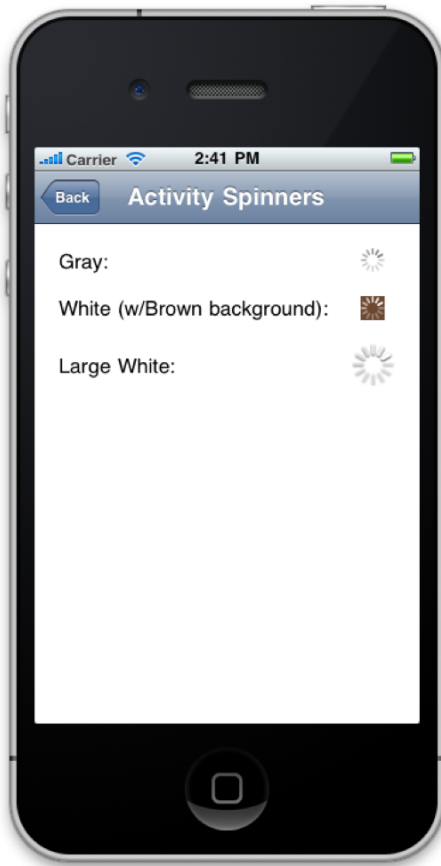 Carrier 2:41 PM
Back Activity Spinners
Gray:
White (w/Brown background):
Large White: